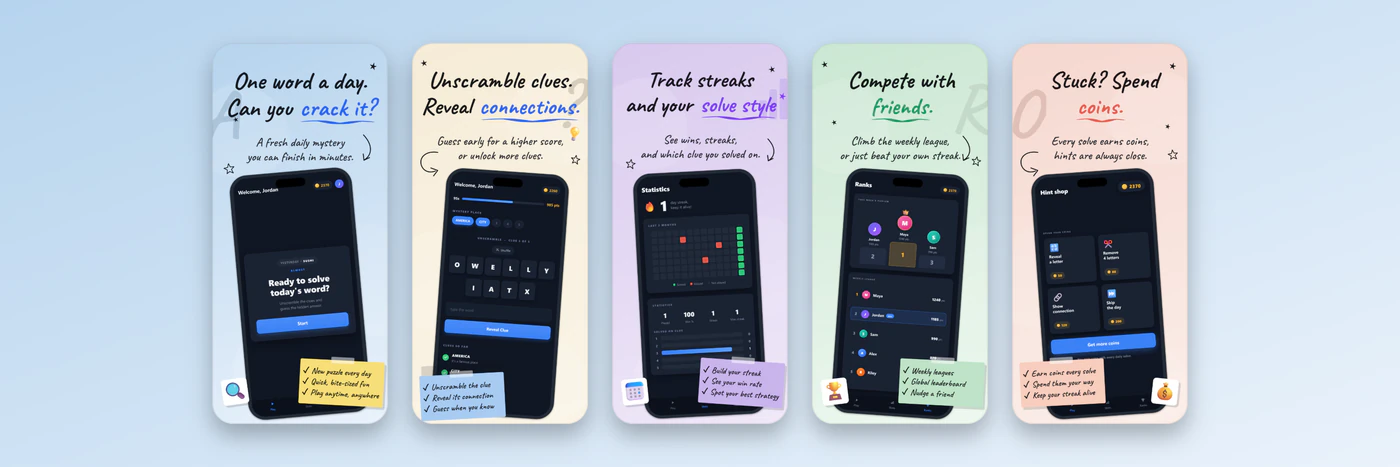 One word a day.
Can you crack it?
A fresh daily mystery
you can finish in minutes.
Welcome, Jordan
2270
J
Ready to solve
today's word?
Start
New puzzle every day
Quick, bite-sized fun
Play anytime, anywhere
Unscramble clues.
Reveal connections.
?
Guess early for a higher score,
or unlock more clues.
Welcome, Jordan
AMERICA
CITY
O W E L L Y
I A T X
Reveal Clue
AMERICA
Unscramble the clue
Reveal its connection
Guess when you know
Track streaks
and your solve style
See wins, streaks,
and which clue you solved on.
Statistics
1
1 100 1 1
Build your streak
See your win rate
Spot your best strategy
Compete with
friends.
R
Climb the weekly league,
or just beat your own streak.
Ranks
2270
M
J
Maya
S
Jordan
Sam
2 1 3
Maya
Jordan
Sam
Alex
Riley
Weekly leagues
Global leaderboard
Nudge a friend
Stuck? Spend
coins.
O
Every solve earns coins,
hints are always close.
Hint shop
2270
Reveal
a letter
Remove
4 letters
Show
connection
Skip
the day
Get more coins
Earn coins every solve
Spend them your way
Keep your streak alive